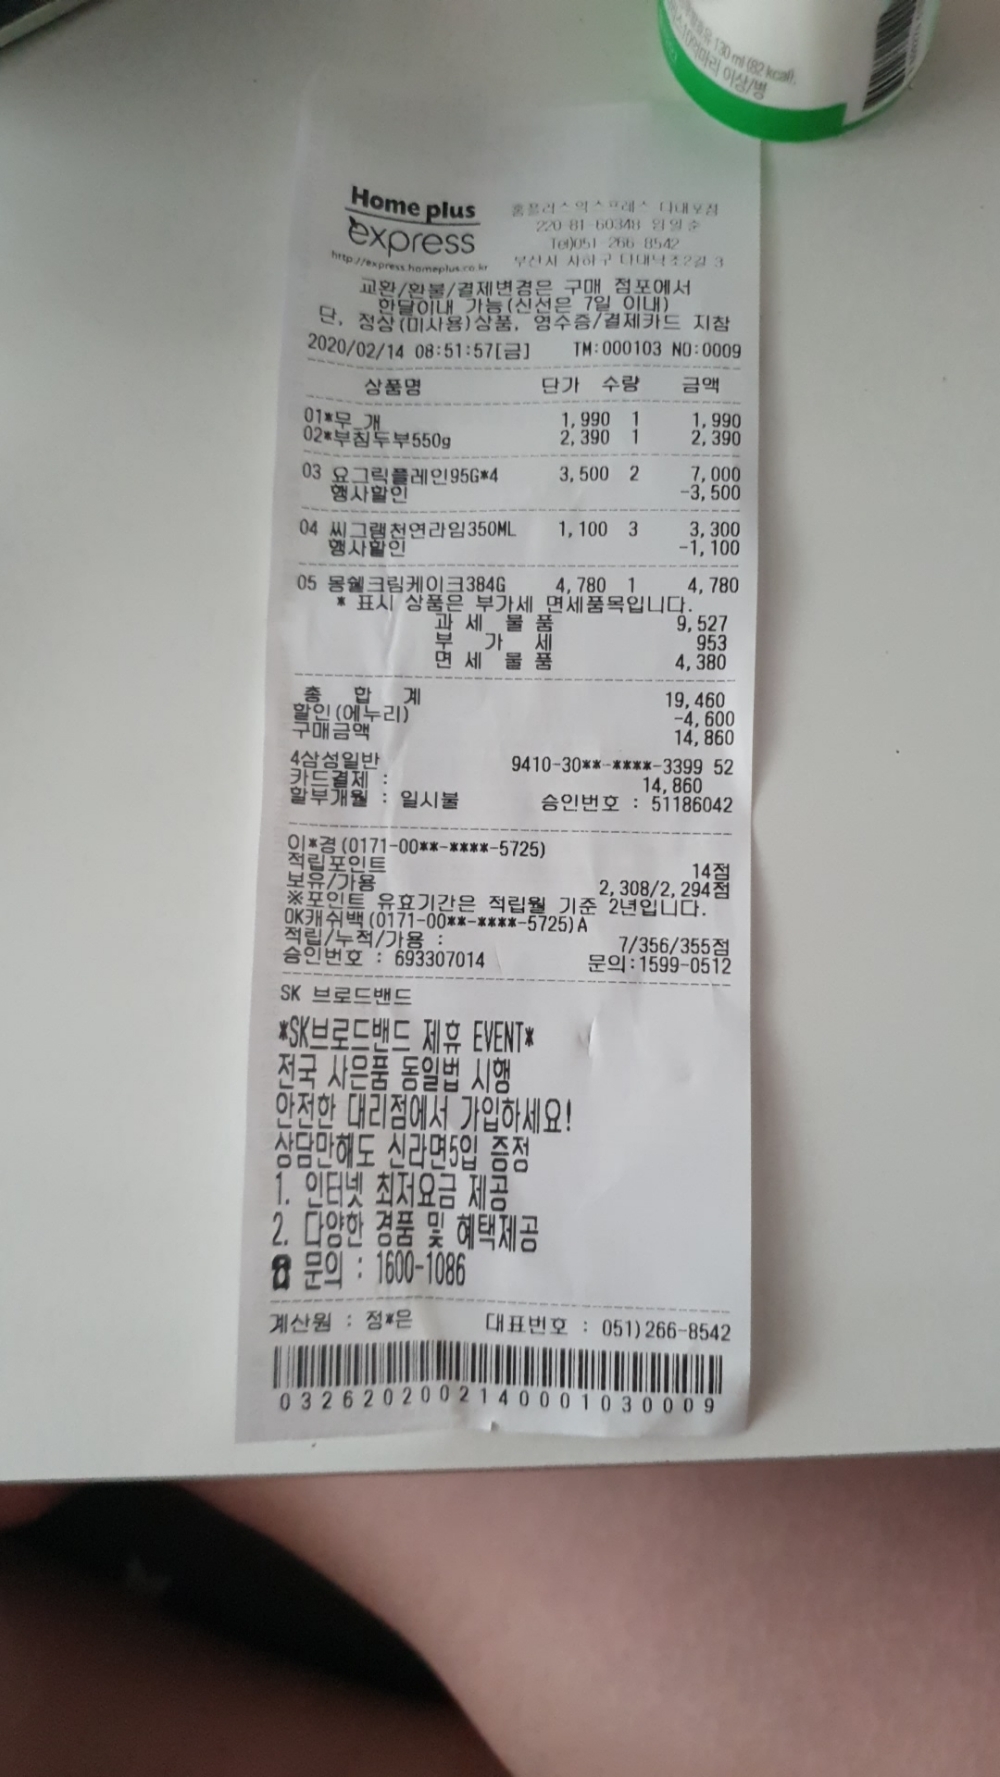 130 ml (82 kcal),
이상/병
Home plus
express
http://express.homeplus.co.kr
홈플러스익스프레스 다대포점
220-81-60348 임일순
Tel)051-266-8542
부산시 사하구 다대낙조2길 3
교환/환불/결제변경은 구매 점포에서
한달이내 가능(신선은 7일 이내)
단, 정상(미사용)상품, 영수증/결제카드 지참
2020/02/14 08:51:57[금] TM:000103 NO:0009
상품명 단가 수량 금액
01*무_개 1,990 1 1,990
02*부침두부550g 2,390 1 2,390
03 요그릭플레인95G*4 3,500 2 7,000
행사할인 -3,500
04 씨그램천연라임350ML 1,100 3 3,300
행사할인 -1,100
05 몽쉘크림케이크384G 4,780 1 4,780
* 표시 상품은 부가세 면세품목입니다.
과 세 물 품 9,527
부 가 세 953
면 세 물 품 4,380
총 합 계 19,460
할인(에누리) -4,600
구매금액 14,860
4삼성일반 9410-30**-****-3399 52
카드결제 : 14,860
할부개월 : 일시불 승인번호 : 51186042
이*경(0171-00**-****-5725)
적립포인트 14점
보유/가용 2,308/2,294점
※포인트 유효기간은 적립월 기준 2년입니다.
OK캐쉬백(0171-00**-****-5725)A
적립/누적/가용 : 7/356/355점
승인번호 : 693307014 문의:1599-0512
SK 브로드밴드
*SK브로드밴드 제휴 EVENT*
전국 사은품 동일법 시행
안전한 대리점에서 가입하세요!
상담만해도 신라면5입 증정
1. 인터넷 최저요금 제공
2. 다양한 경품 및 혜택제공
☎ 문의 : 1600-1086
계산원 : 정*은 대표번호 : 051)266-8542
0326202002140001030009